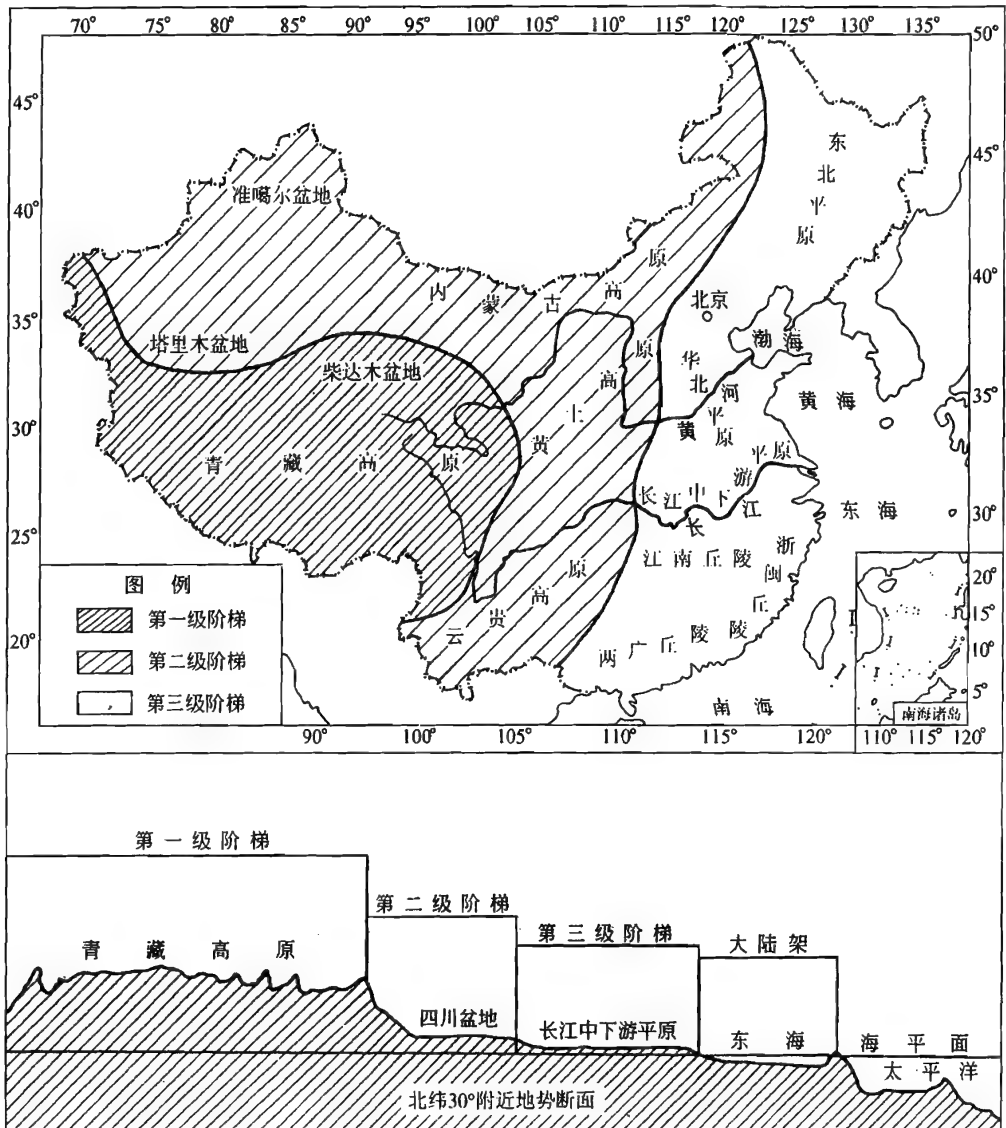 70° 75° 80° 85° 90° 95° 100° 105° 110° 115° 120° 125° 130° 135°
50°
45°
45°
40°
40°
35°
35°
30°
30°
25°
20°
准噶尔盆地
东北平原
内蒙古高原
北京
塔里木盆地
柴达木盆地
渤海
华北平原
黄河
黄海
黄土高原
青藏高原
长江中下游平原
长江
东海
江南丘陵
浙闽丘陵
云贵高原
两广丘陵
南海
图例
第一级阶梯
第二级阶梯
第三级阶梯
20°
15°
10°
5°
南海诸岛
90° 100° 105° 110° 115° 120° 110° 115° 120°
第一级阶梯
第二级阶梯
第三级阶梯
大陆架
青藏高原
四川盆地
长江中下游平原
东海
海平面
太平洋
北纬30°附近地势断面